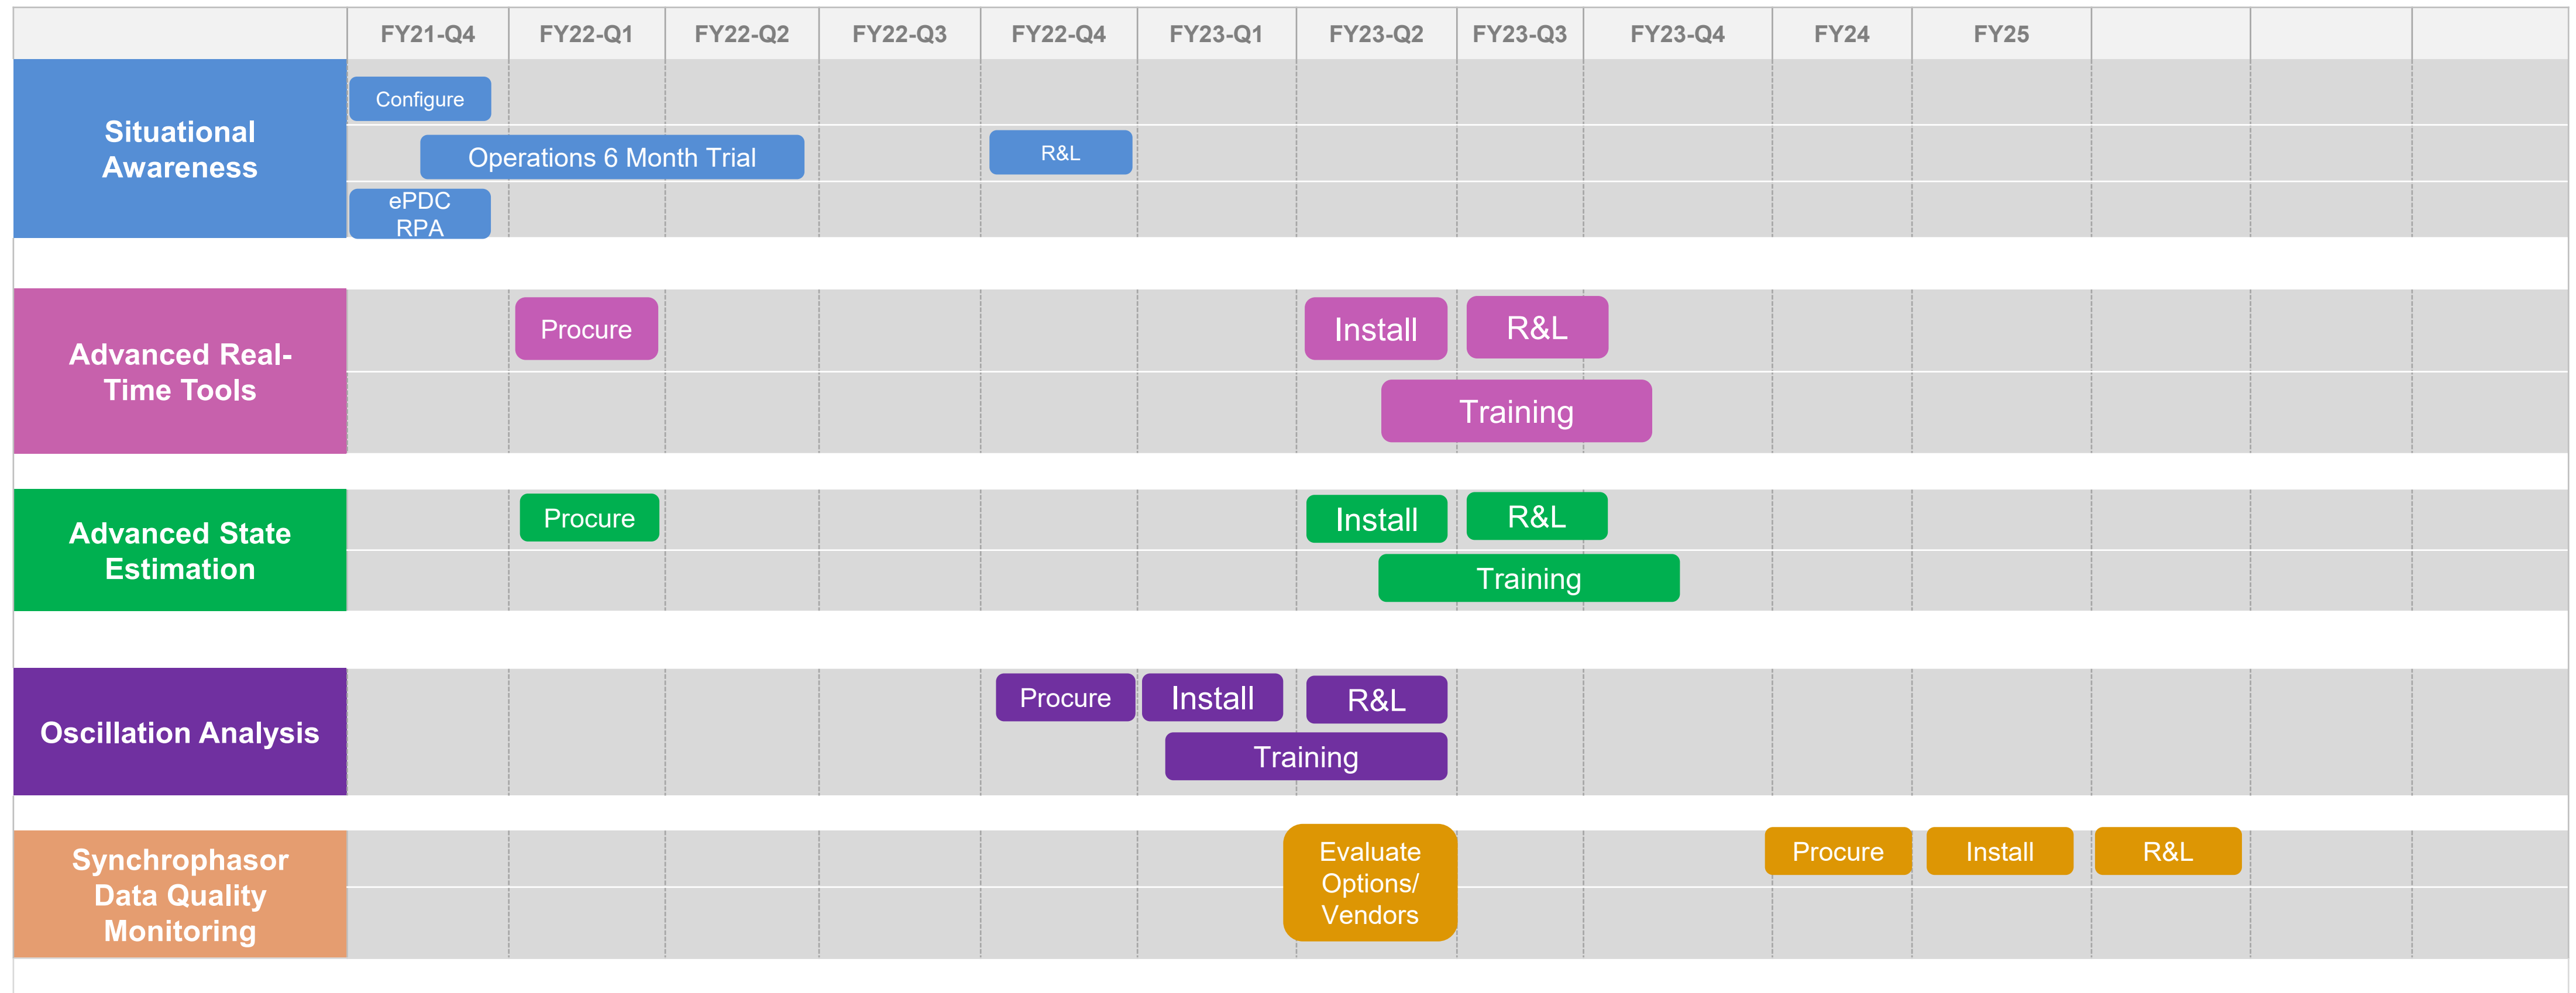 FY21-Q4 FY22-Q1 FY22-Q2 FY22-Q3 FY22-Q4 FY23-Q1 FY23-Q2 FY23-Q3 FY23-Q4 FY24 FY25
Situational
Awareness
Configure
Operations 6 Month Trial
R&L
ePDC
RPA
Advanced Real-
Time Tools
Procure
Install
R&L
Training
Advanced State
Estimation
Procure
Install
R&L
Training
Oscillation Analysis
Procure
Install
R&L
Training
Synchrophasor
Data Quality
Monitoring
Evaluate
Options/
Vendors
Procure
Install
R&L